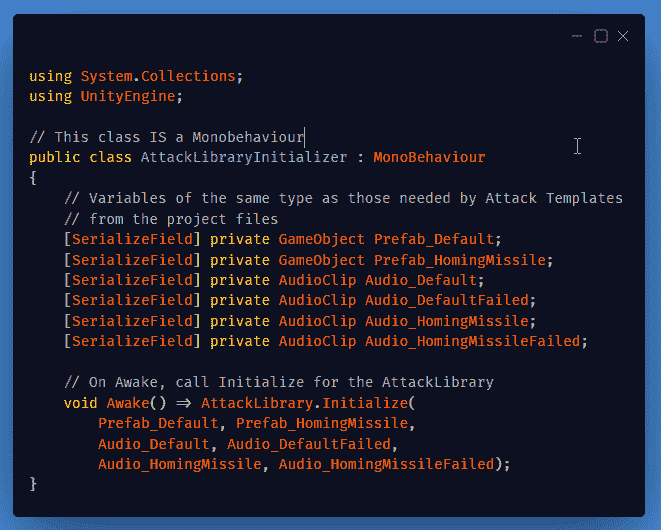 using System.Collections;
using UnityEngine;
// This class IS a Monobehaviour
public class AttackLibraryInitializer : MonoBehaviour
{
// Variables of the same type as those needed by Attack Templates
// from the project files
[SerializeField] private GameObject Prefab_Default;
[SerializeField] private GameObject Prefab_HomingMissile;
[SerializeField] private AudioClip Audio_Default;
[SerializeField] private AudioClip Audio_DefaultFailed;
[SerializeField] private AudioClip Audio_HomingMissile;
[SerializeField] private AudioClip Audio_HomingMissileFailed;
// On Awake, call Initialize for the AttackLibrary
void Awake() => AttackLibrary.Initialize(
Prefab_Default, Prefab_HomingMissile,
Audio_Default, Audio_DefaultFailed,
Audio_HomingMissile, Audio_HomingMissileFailed);
}